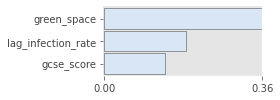 green_space
lag_infection_rate
gcse_score
0.00 0.36